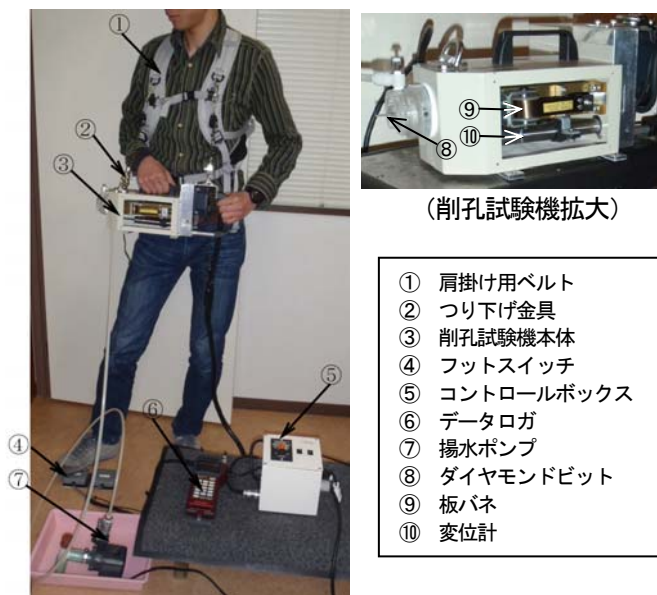 ①
②
③
④
⑤
⑥
⑦
⑧
⑨
⑩
（削孔試験機拡大）
① 肩掛け用ベルト
② つり下げ金具
③ 削孔試験機本体
④ フットスイッチ
⑤ コントロールボックス
⑥ データロガ
⑦ 揚水ポンプ
⑧ ダイヤモンドビット
⑨ 板バネ
⑩ 変位計